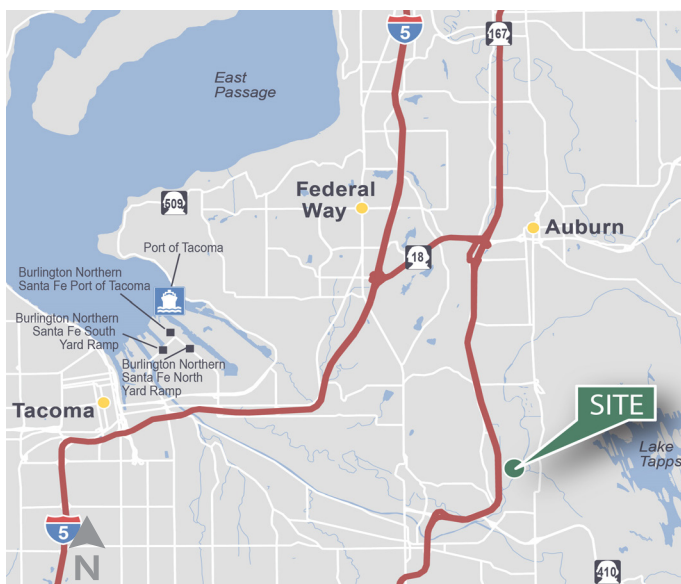 5
167
East
Passage
Federal
Way
509
Auburn
18
Port of Tacoma
Burlington Northern
Santa Fe Port of Tacoma
Burlington Northern
Santa Fe South
Yard Ramp
Burlington Northern
Santa Fe North
Yard Ramp
Tacoma
SITE
Lake
Tapps
5
N
410